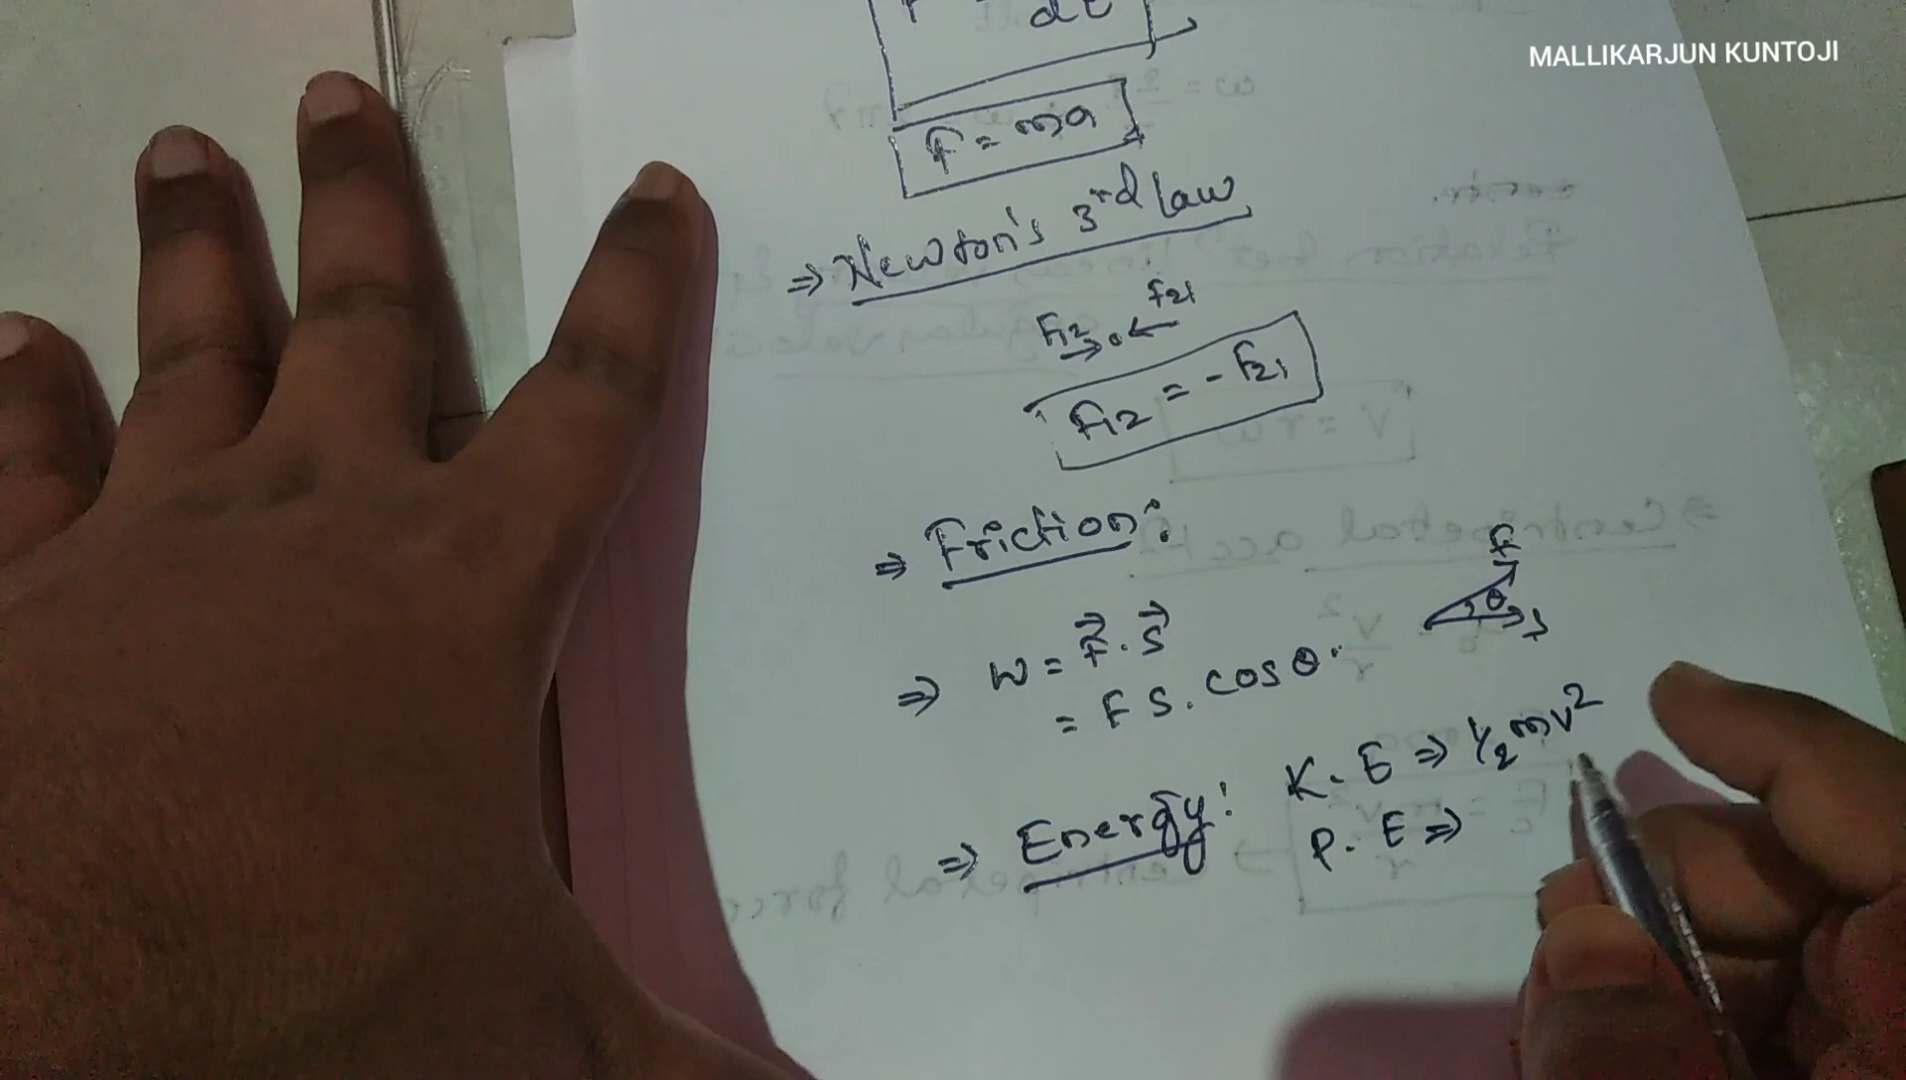 MALLIKARJUN KUNTOJI
dt
F = ma
⇒ Newton's 3rd law
F12 F21
F12 = - F21
⇒ Friction:
F
θ
s
⇒ W = F⃗ . S⃗
= F S . cos θ .
⇒ Energy: K. E ⇒ 1/2 mv²
P. E ⇒